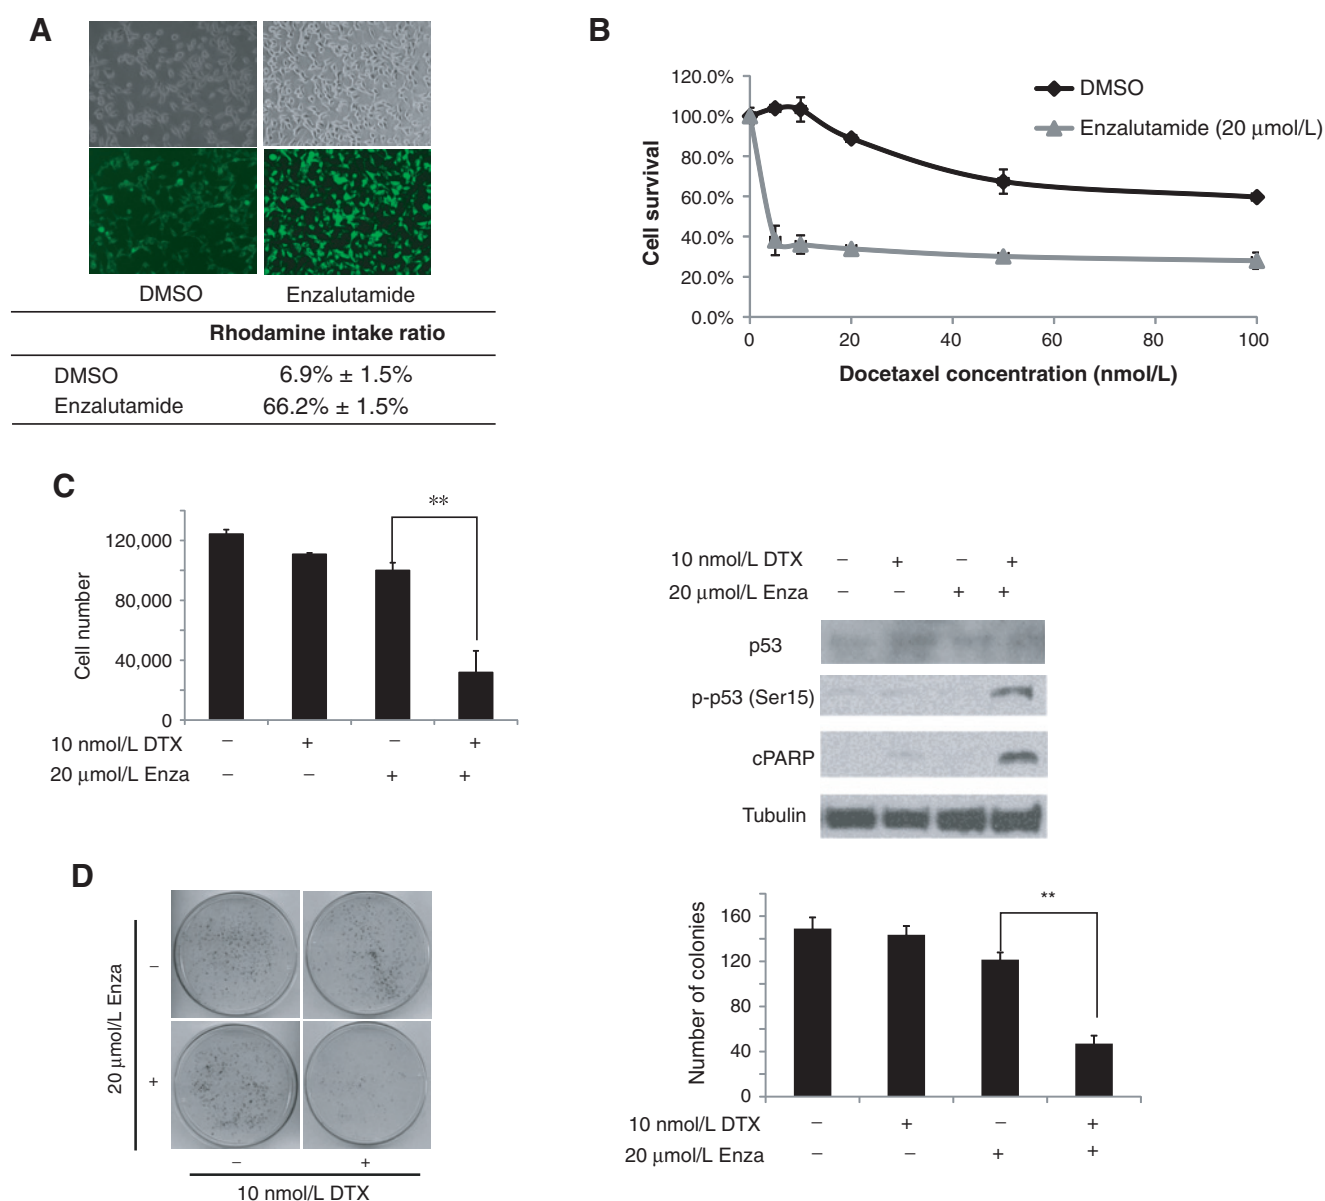 A
DMSO Enzalutamide
Rhodamine intake ratio
DMSO 6.9% ± 1.5%
Enzalutamide 66.2% ± 1.5%
B
120.0%
100.0%
80.0%
60.0%
40.0%
20.0%
0.0%
Cell survival
0 20 40 60 80 100
Docetaxel concentration (nmol/L)
DMSO
Enzalutamide (20 µmol/L)
C
**
120,000
80,000
40,000
0
Cell number
10 nmol/L DTX − + − +
20 µmol/L Enza − − + +
10 nmol/L DTX − + − +
20 µmol/L Enza − − + +
p53
p-p53 (Ser15)
cPARP
Tubulin
D
20 µmol/L Enza
−
+
− +
10 nmol/L DTX
**
160
120
80
40
0
Number of colonies
10 nmol/L DTX − + − +
20 µmol/L Enza − − + +